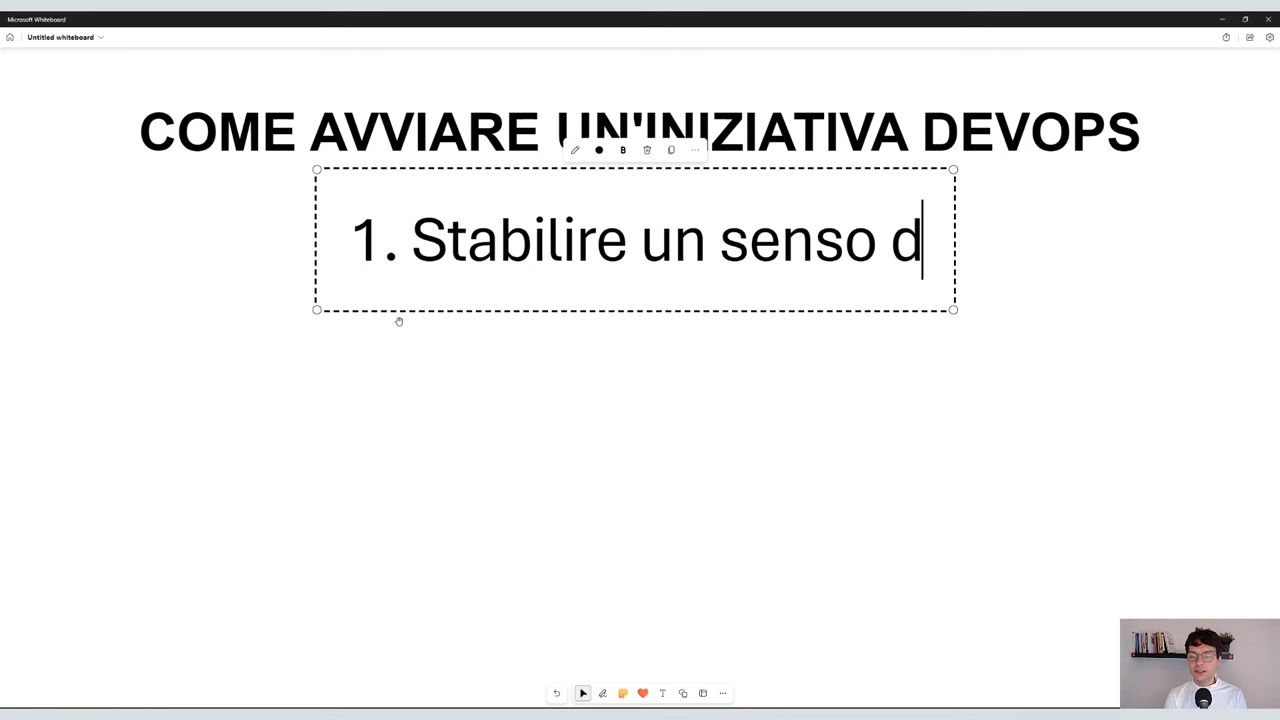 Microsoft Whiteboard
Untitled whiteboard
COME AVVIARE UN'INIZIATIVA DEVOPS
B
1. Stabilire un senso d
T